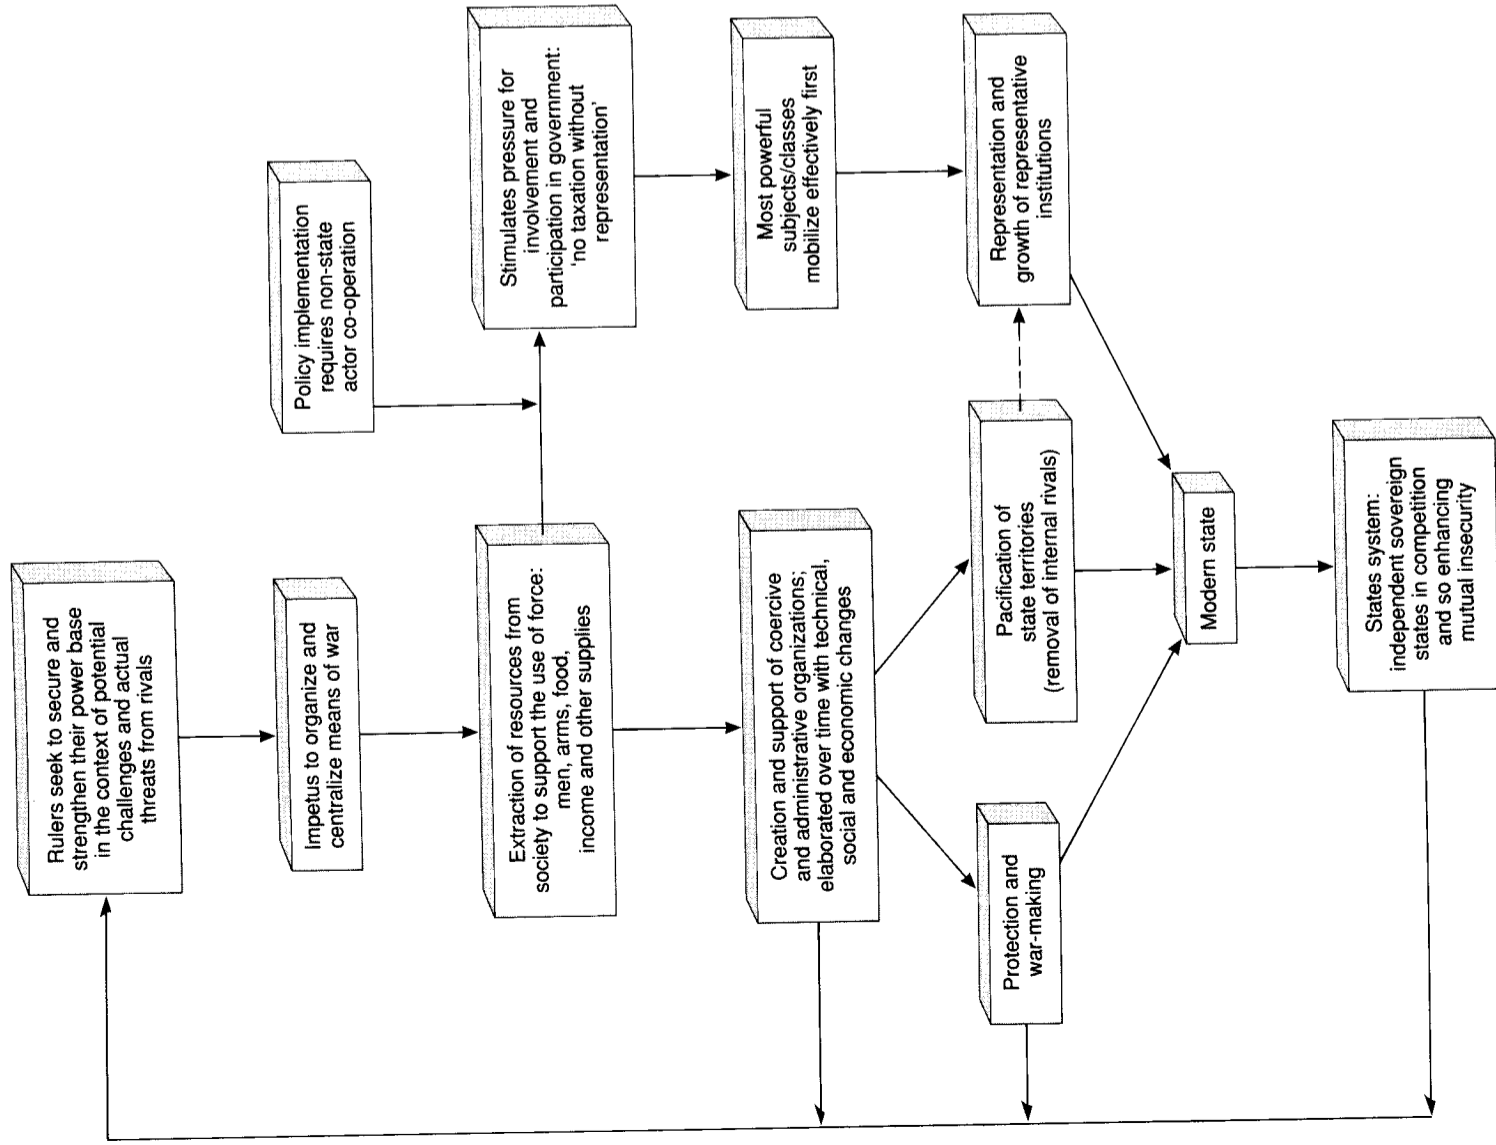 Rulers seek to secure and
strengthen their power base
in the context of potential
challenges and actual
threats from rivals
Impetus to organize and
centralize means of war
Policy implementation
requires non-state
actor co-operation
Extraction of resources from
society to support the use of force:
men, arms, food,
income and other supplies
Stimulates pressure for
involvement and
participation in government:
‘no taxation without
representation’
Creation and support of coercive
and administrative organizations;
elaborated over time with technical,
social and economic changes
Most powerful
subjects/classes
mobilize effectively first
Protection and
war-making
Pacification of
state territories
(removal of internal rivals)
Representation and
growth of representative
institutions
Modern state
States system:
independent sovereign
states in competition
and so enhancing
mutual insecurity